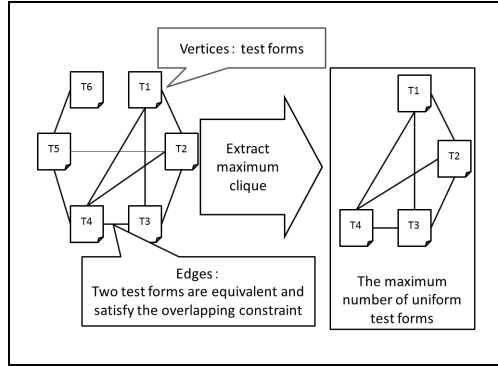 Vertices : test forms
T6
T1
T5
T2
T4
T3
Extract
maximum
clique
Edges :
Two test forms are equivalent and
satisfy the overlapping constraint
T1
T2
T4
T3
The maximum
number of uniform
test forms